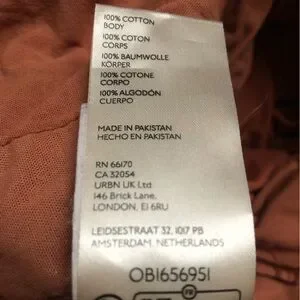 100% COTTON
BODY
100% COTON
CORPS
100% BAUMWOLLE
KÖRPER
100% COTONE
CORPO
100% ALGODÓN
CUERPO
MADE IN PAKISTAN
HECHO EN PAKISTAN
RN 66170
CA 32054
URBN UK Ltd
146 Brick Lane,
LONDON, E1 6RU
LEIDSESTRAAT 32, 1017 PB
AMSTERDAM, NETHERLANDS
OB1656951